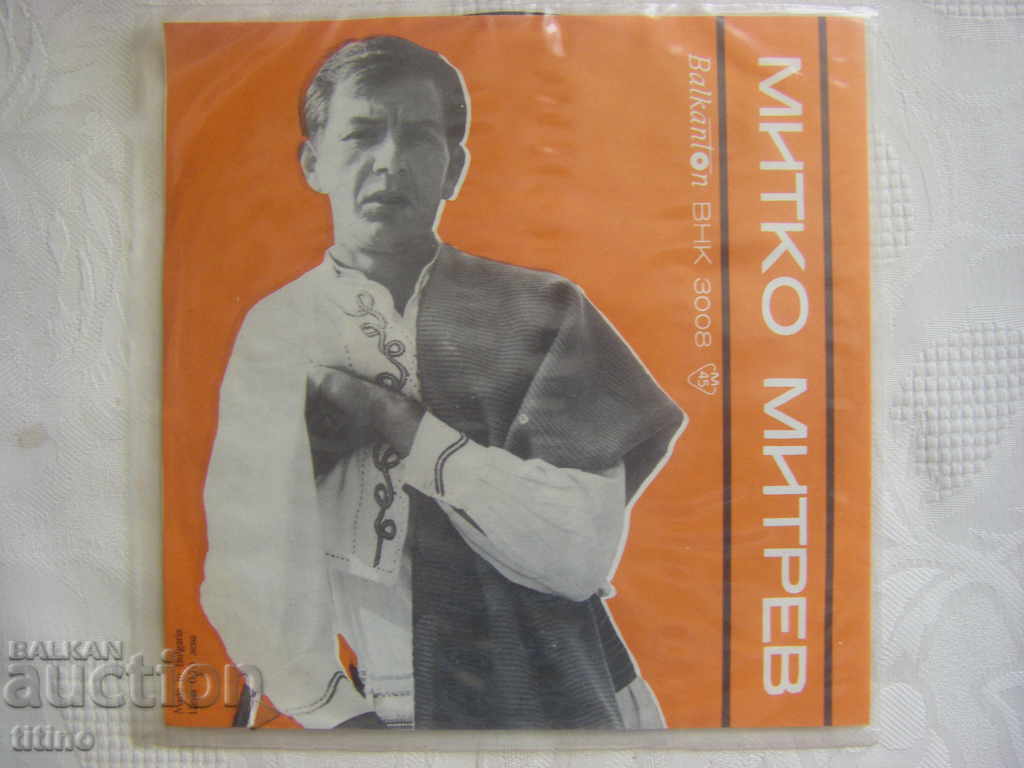 МИТКО МИТРЕВ
Balkanton ВНК 3008 M 45
BALKAN
auction
titino